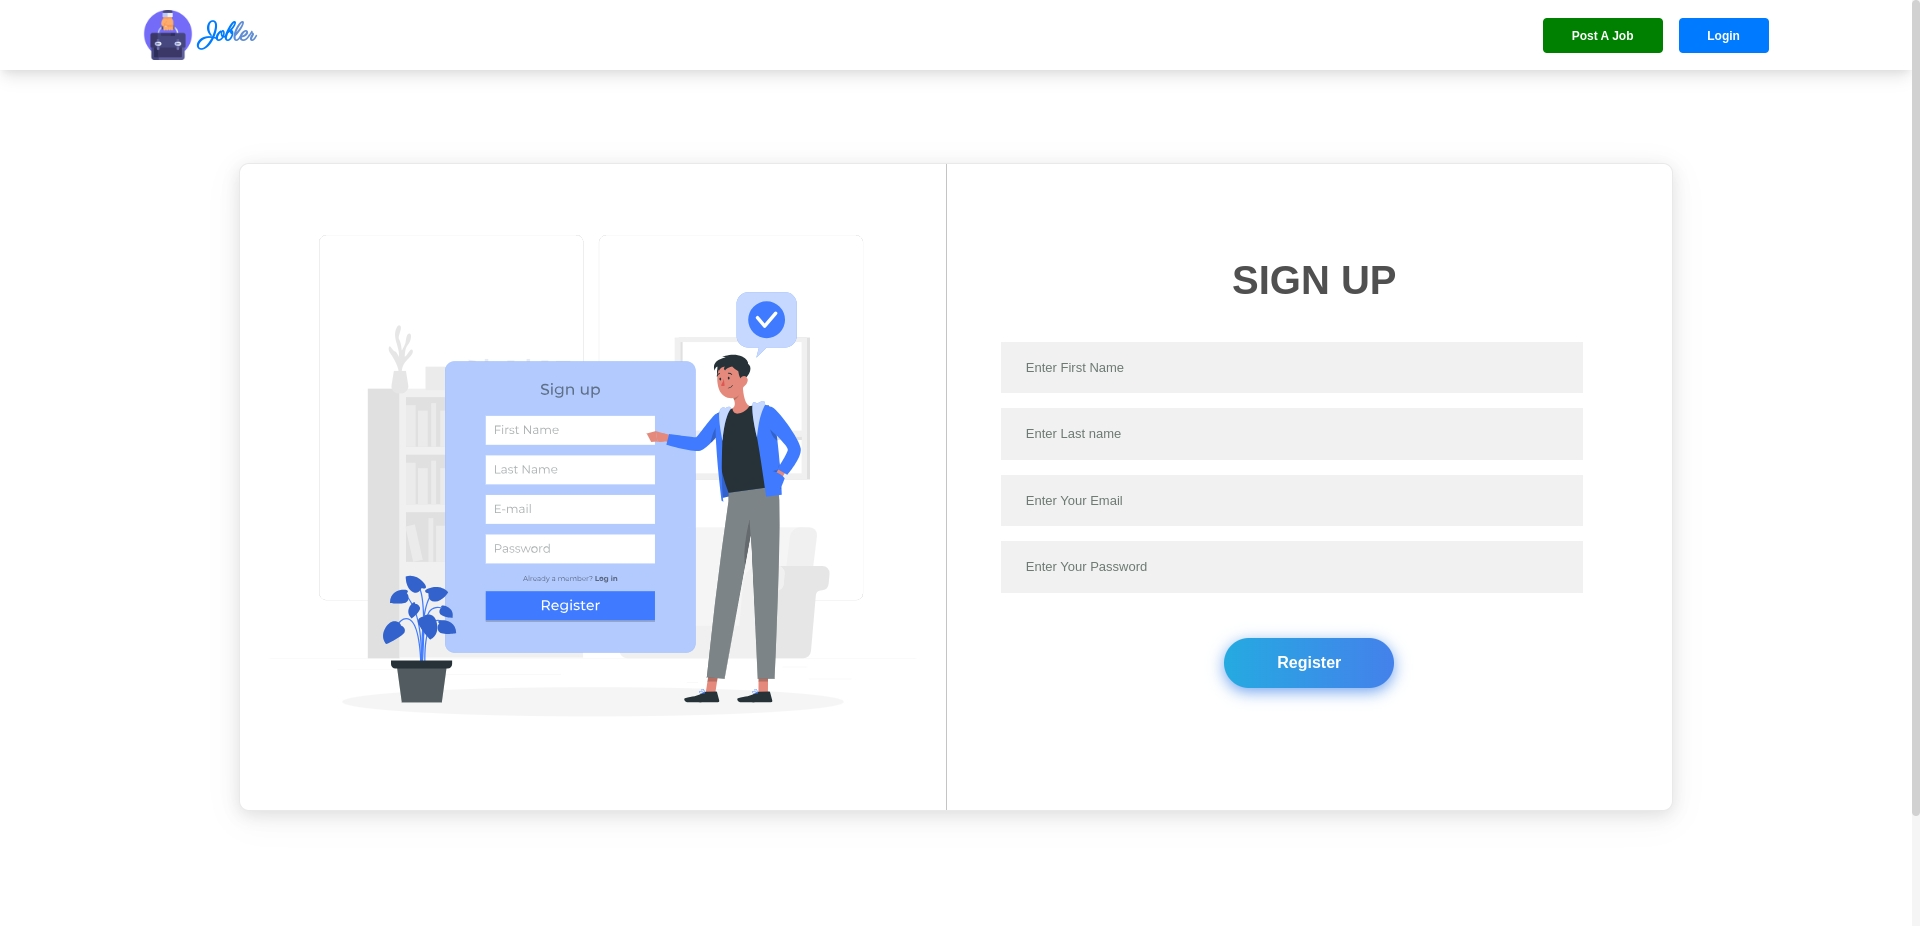 Jobler
Post A Job
Login
Sign up
First Name
Last Name
E-mail
Password
Already a member? Log in
Register
SIGN UP
Enter First Name
Enter Last name
Enter Your Email
Enter Your Password
Register